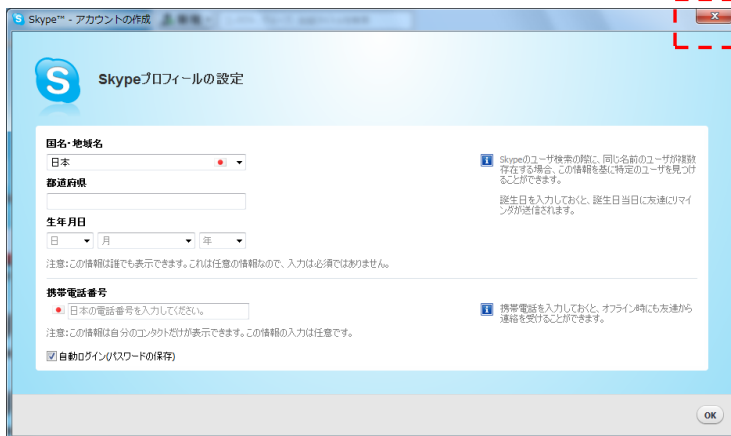 Skype™ - アカウントの作成
Skypeプロフィールの設定
国名・地域名
日本
都道府県
生年月日
日 月 年
注意:この情報は誰でも表示できます。これは任意の情報なので、入力は必須ではありません。
Skypeのユーザ検索の際に、同じ名前のユーザが複数
存在する場合、この情報を基に特定のユーザを見つけ
ることができます。
誕生日を入力しておくと、誕生日当日に友達にリマイ
ンダが送信されます。
携帯電話番号
日本の電話番号を入力してください。
注意:この情報は自分のコンタクトだけが表示できます。この情報の入力は任意です。
携帯電話を入力しておくと、オフライン時にも友達から
連絡を受けることができます。
自動ログイン(パスワードの保存)
OK